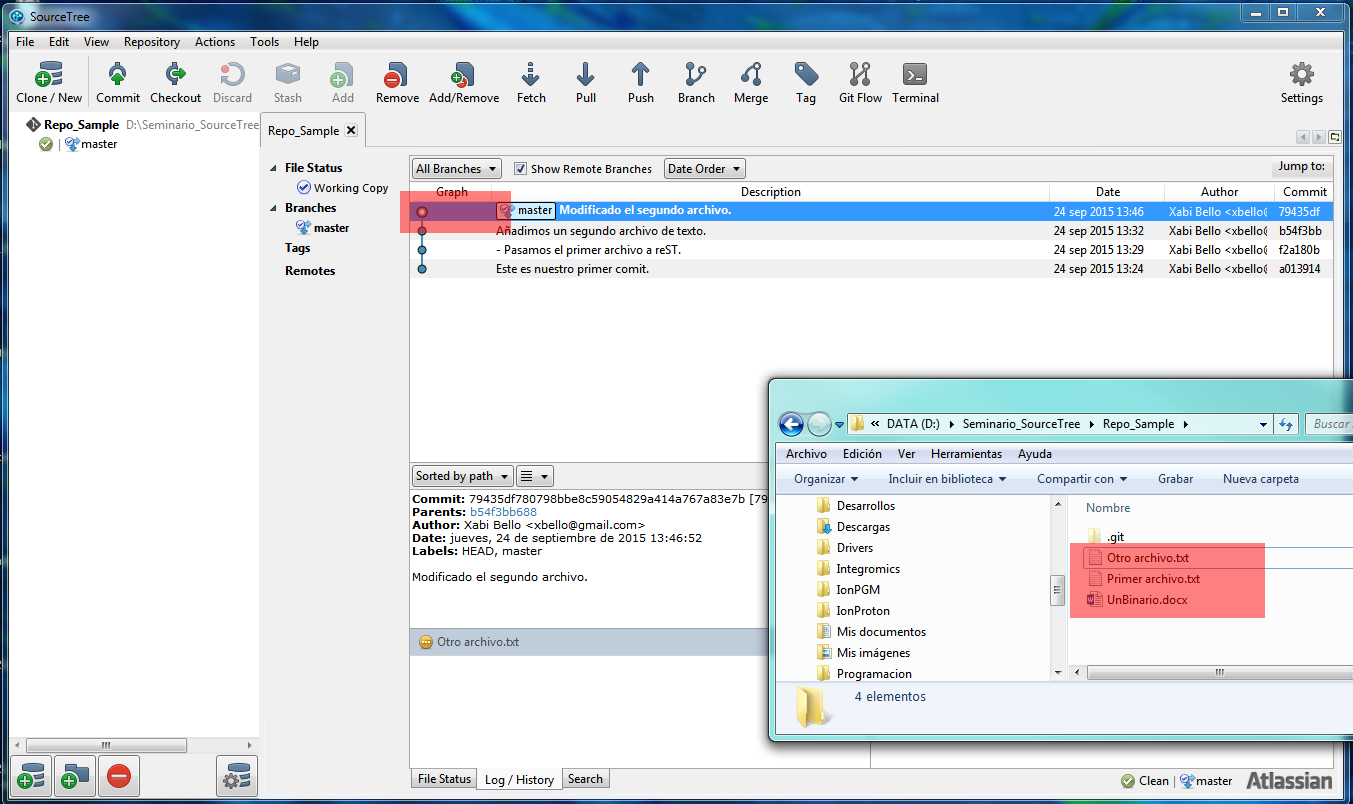 SourceTree
File Edit View Repository Actions Tools Help
Clone / New Commit Checkout Discard Stash Add Remove Add/Remove Fetch Pull Push Branch Merge Tag Git Flow Terminal Settings
Repo_Sample D:\Seminario_SourceTree
master
Repo_Sample
File Status
Working Copy
Branches
master
Tags
Remotes
All Branches Show Remote Branches Date Order Jump to:
Graph Description Date Author Commit
master Modificado el segundo archivo. 24 sep 2015 13:46 Xabi Bello <xbello@ 79435df
Añadimos un segundo archivo de texto. 24 sep 2015 13:32 Xabi Bello <xbello@ b54f3bb
- Pasamos el primer archivo a reST. 24 sep 2015 13:29 Xabi Bello <xbello@ f2a180b
Este es nuestro primer comit. 24 sep 2015 13:24 Xabi Bello <xbello@ a013914
Sorted by path
Commit: 79435df780798bbe8c59054829a414a767a83e7b [79
Parents: b54f3bb688
Author: Xabi Bello <xbello@gmail.com>
Date: jueves, 24 de septiembre de 2015 13:46:52
Labels: HEAD, master
Modificado el segundo archivo.
Otro archivo.txt
« DATA (D:) Seminario_SourceTree Repo_Sample Buscar
Archivo Edición Ver Herramientas Ayuda
Organizar Incluir en biblioteca Compartir con Grabar Nueva carpeta
Desarrollos
Descargas
Drivers
Integromics
IonPGM
IonProton
Mis documentos
Mis imágenes
Programacion
Nombre
.git
Otro archivo.txt
Primer archivo.txt
UnBinario.docx
4 elementos
File Status Log / History Search
Clean master Atlassian